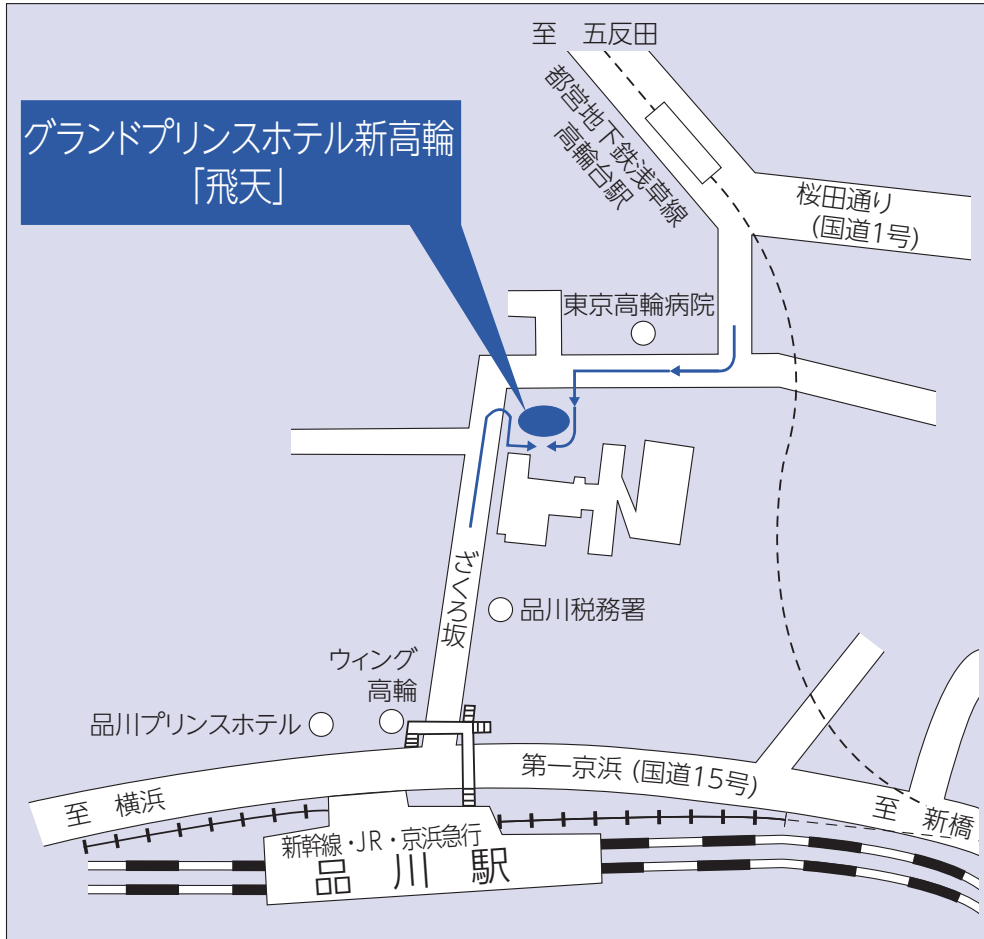 至 五反田
グランドプリンスホテル新高輪
「飛天」
都営地下鉄浅草線
高輪台駅
桜田通り
(国道1号)
東京高輪病院
ざくろ坂
品川税務署
ウィング
高輪
品川プリンスホテル
第一京浜 (国道15号)
至 横浜
至 新橋
新幹線・JR・京浜急行
品川駅